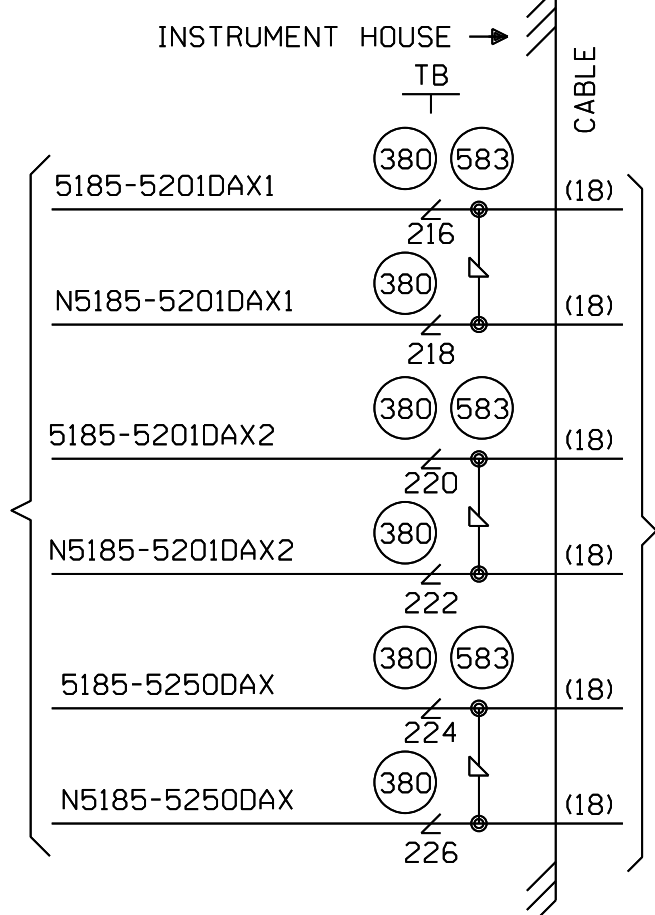 INSTRUMENT HOUSE
TB
CABLE
380 583
5185-5201DAX1 (18)
216
380
N5185-5201DAX1 (18)
218
380 583
5185-5201DAX2 (18)
220
380
N5185-5201DAX2 (18)
222
380 583
5185-5250DAX (18)
224
380
N5185-5250DAX (18)
226